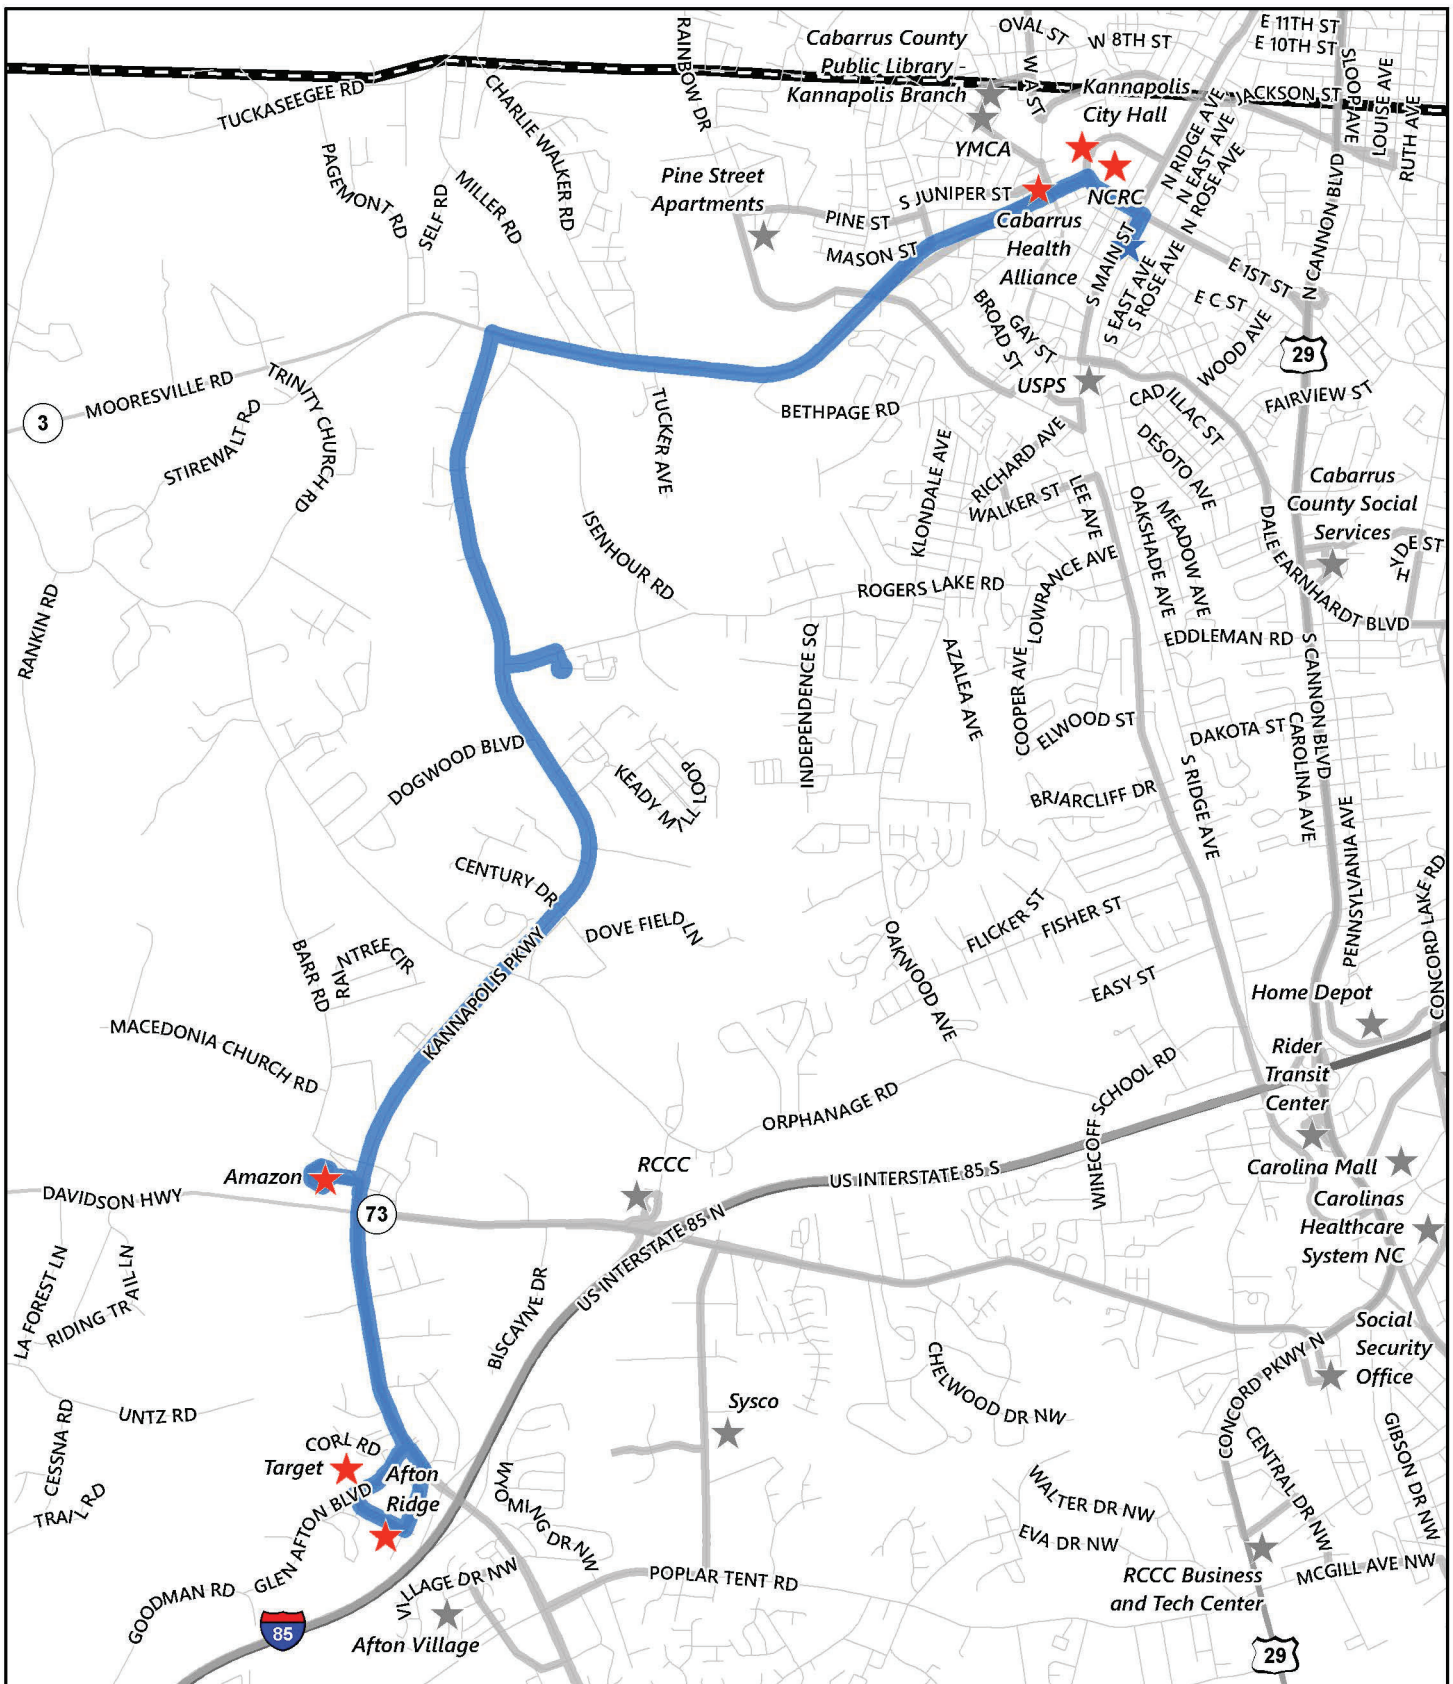 OVAL ST
W 8TH ST
E 11TH ST
E 10TH ST
SLOOP AVE
LOUISE AVE
RUTH AVE
JACKSON ST
RAINBOW DR
Cabarrus County
Public Library -
Kannapolis Branch
W A ST
Kannapolis
City Hall
YMCA
N RIDGE AVE
N EAST AVE
N ROSE AVE
N CANNON BLVD
TUCKASEEGEE RD
CHARLIE WALKER RD
PAGEMONT RD
SELF RD
MILLER RD
Pine Street
Apartments
S JUNIPER ST
PINE ST
MASON ST
NCRC
Cabarrus
Health
Alliance
S MAIN ST
S EAST AVE
S ROSE AVE
E 1ST ST
E C ST
WOOD AVE
29
BROAD ST
GAY ST
USPS
CADILLAC ST
FAIRVIEW ST
MOORESVILLE RD
3
STIREWALT RD
TRINITY CHURCH RD
TUCKER AVE
BETHPAGE RD
KLONDALE AVE
RICHARD AVE
WALKER ST
LEE AVE
DESOTO AVE
OAKSHADE AVE
MEADOW AVE
Cabarrus
County Social
Services
HYDE ST
DALE EARNHARDT BLVD
ISENHOUR RD
ROGERS LAKE RD
LOWRANCE AVE
EDDLEMAN RD
RANKIN RD
INDEPENDENCE SQ
AZALEA AVE
COOPER AVE
ELWOOD ST
DAKOTA ST
S CANNON BLVD
CAROLINA AVE
DOGWOOD BLVD
KEADY MILL LOOP
BRIARCLIFF DR
S RIDGE AVE
PENNSYLVANIA AVE
CONCORD LAKE RD
CENTURY DR
DOVE FIELD LN
OAKWOOD AVE
FLICKER ST
FISHER ST
EASY ST
BARR RD
RAINTREE CIR
KANNAPOLIS PKWY
Home Depot
MACEDONIA CHURCH RD
Rider
Transit
Center
ORPHANAGE RD
WINECOFF SCHOOL RD
Amazon
RCCC
US INTERSTATE 85 S
Carolina Mall
DAVIDSON HWY
73
US INTERSTATE 85 N
Carolinas
Healthcare
System NC
LA FOREST LN
RIDING TRAIL LN
BISCAYNE DR
Social
Security
Office
CONCORD PKWY N
CHELWOOD DR NW
Sysco
UNTZ RD
CESSNA RD
TRAIL RD
CORL RD
Target
Afton
Ridge
GLEN AFTON BLVD
WYOMING DR NW
CENTRAL DR NW
GIBSON DR NW
WALTER DR NW
EVA DR NW
GOODMAN RD
VILLAGE DR NW
POPLAR TENT RD
RCCC Business
and Tech Center
MCGILL AVE NW
85
Afton Village
29